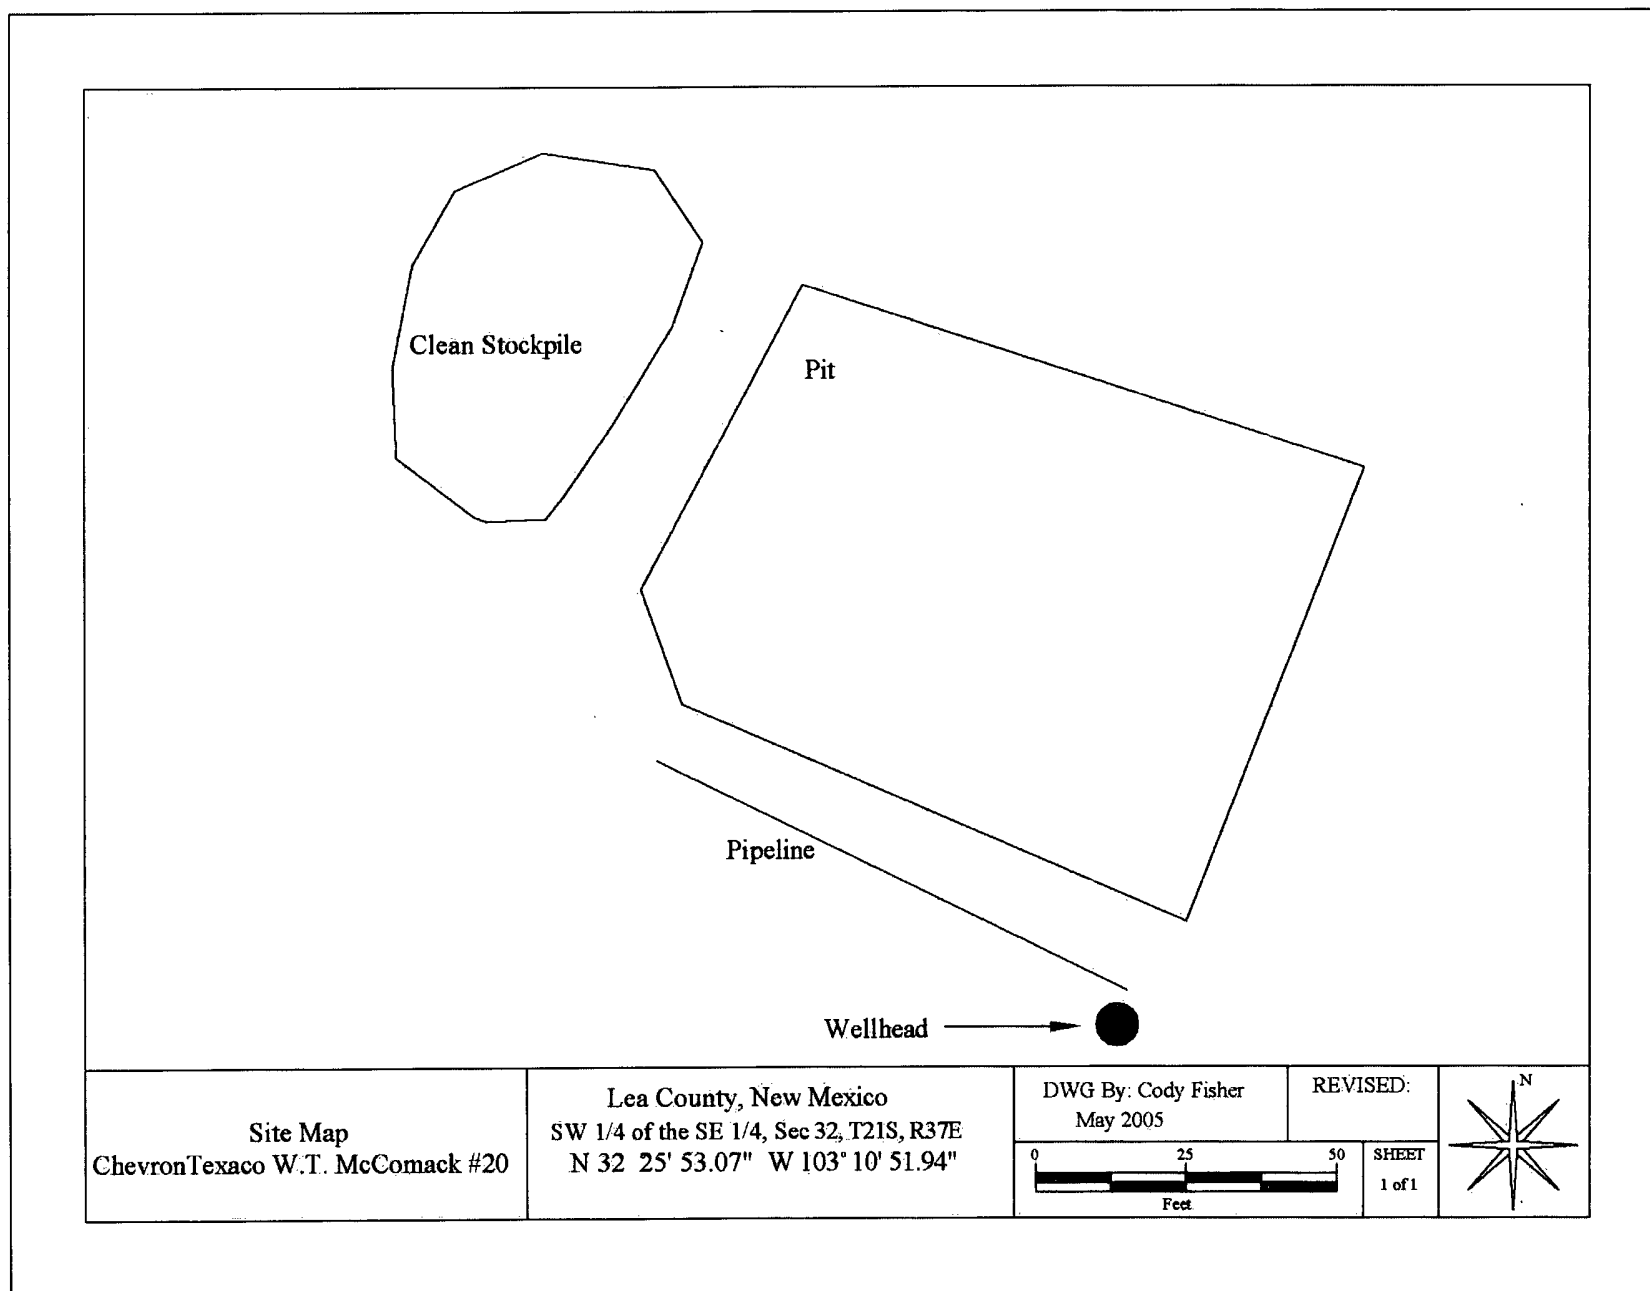 Clean Stockpile
Pit
Pipeline
Wellhead
Site Map
ChevronTexaco W.T. McComack #20
Lea County, New Mexico
SW 1/4 of the SE 1/4, Sec 32, T21S, R37E
N 32 25' 53.07" W 103° 10' 51.94"
DWG By: Cody Fisher
May 2005
REVISED:
0 25 50
Feet
SHEET
1 of 1
N